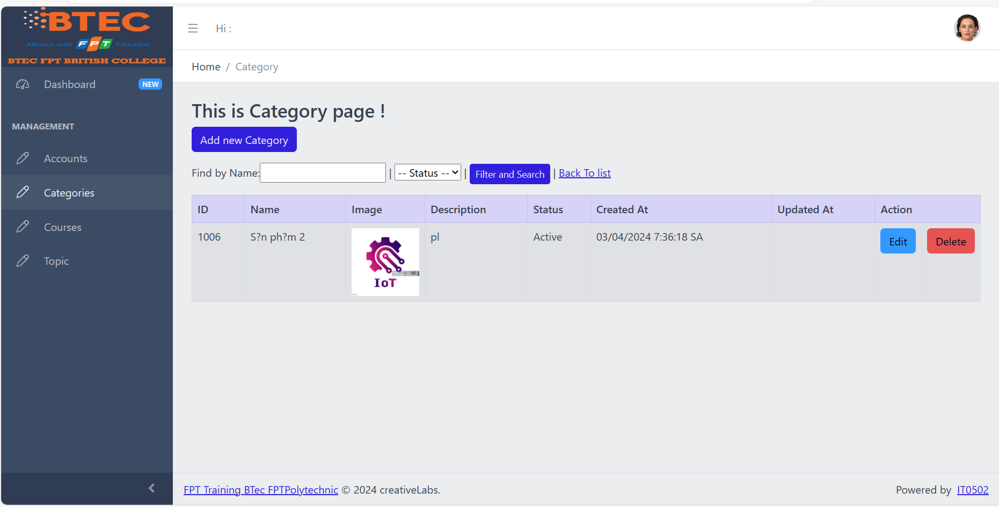 BTEC
Alliance with FPT Education
BTEC FPT BRITISH COLLEGE
Dashboard NEW
MANAGEMENT
Accounts
Categories
Courses
Topic
Hi :
Home / Category
This is Category page !
Add new Category
Find by Name: | -- Status -- | Filter and Search | Back To list
ID Name Image Description Status Created At Updated At Action
1006 S?n ph?m 2 pl Active 03/04/2024 7:36:18 SA Edit Delete
IoT
FPT Training BTec FPTPolytechnic © 2024 creativeLabs. Powered by IT0502